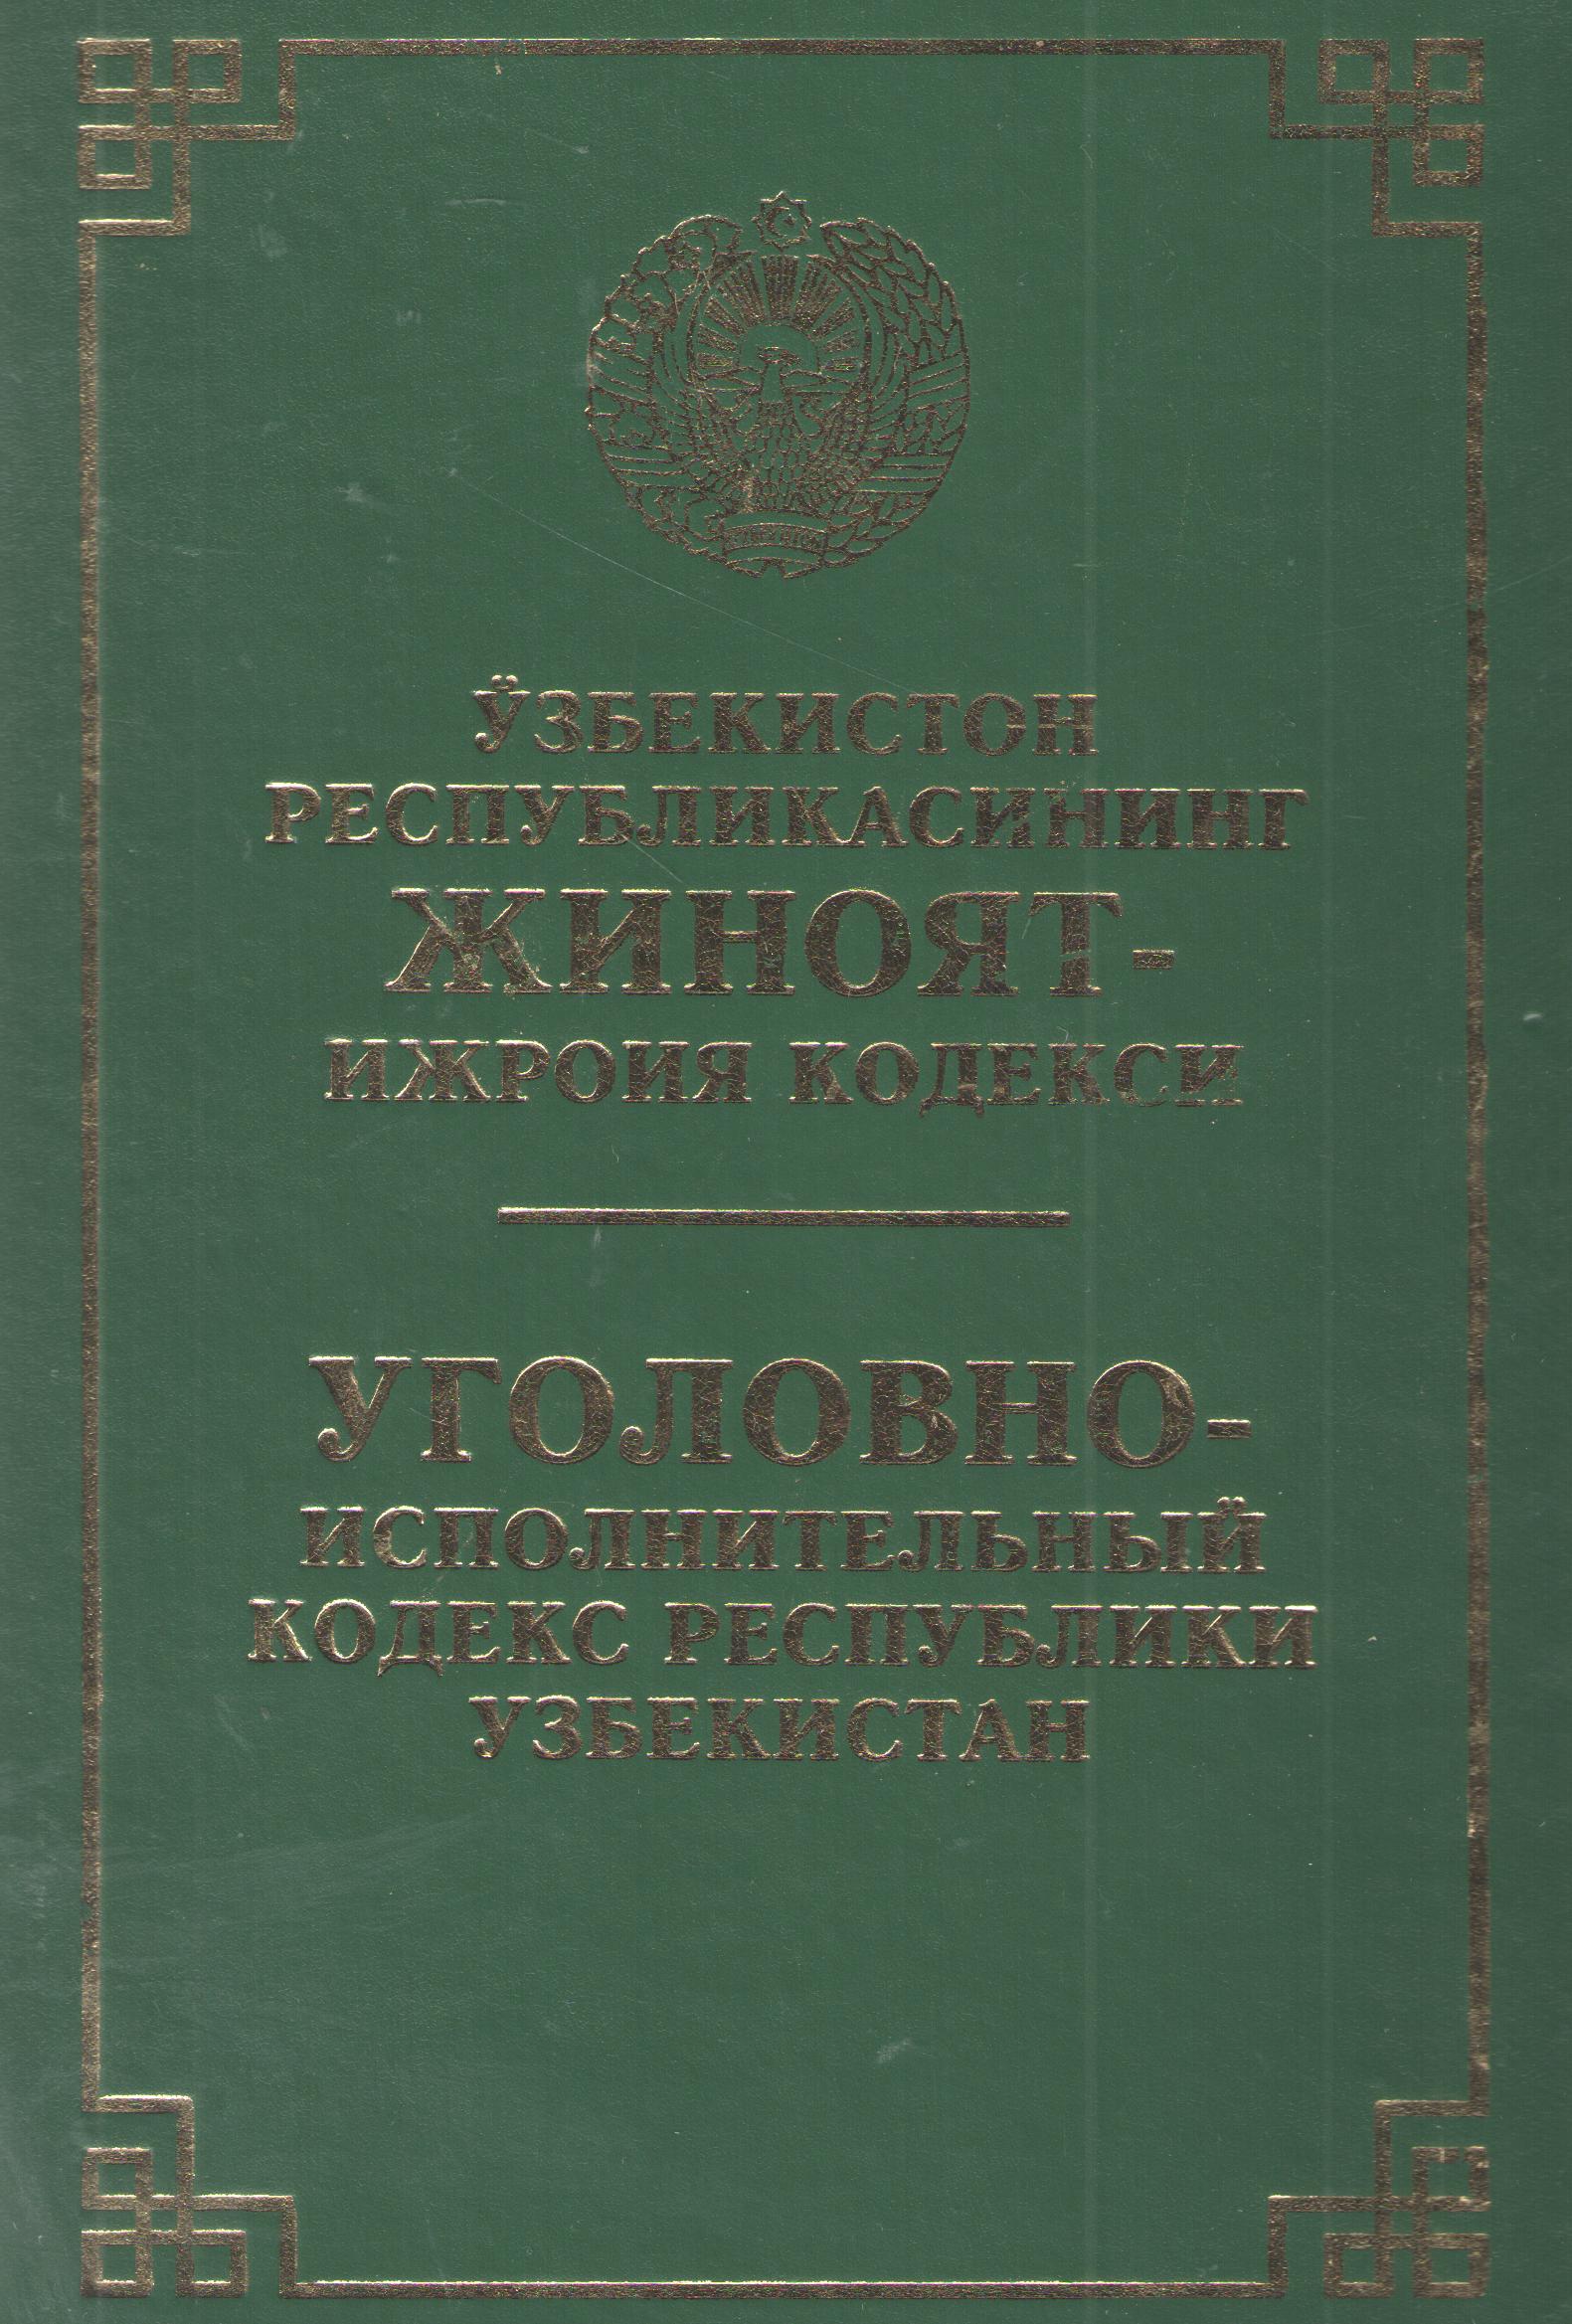 ЎЗБЕКИСТОН
РЕСПУБЛИКАСИНИНГ
ЖИНОЯТ-
ИЖРОИЯ КОДЕКСИ
УГОЛОВНО-
ИСПОЛНИТЕЛЬНЫЙ
КОДЕКС РЕСПУБЛИКИ
УЗБЕКИСТАН